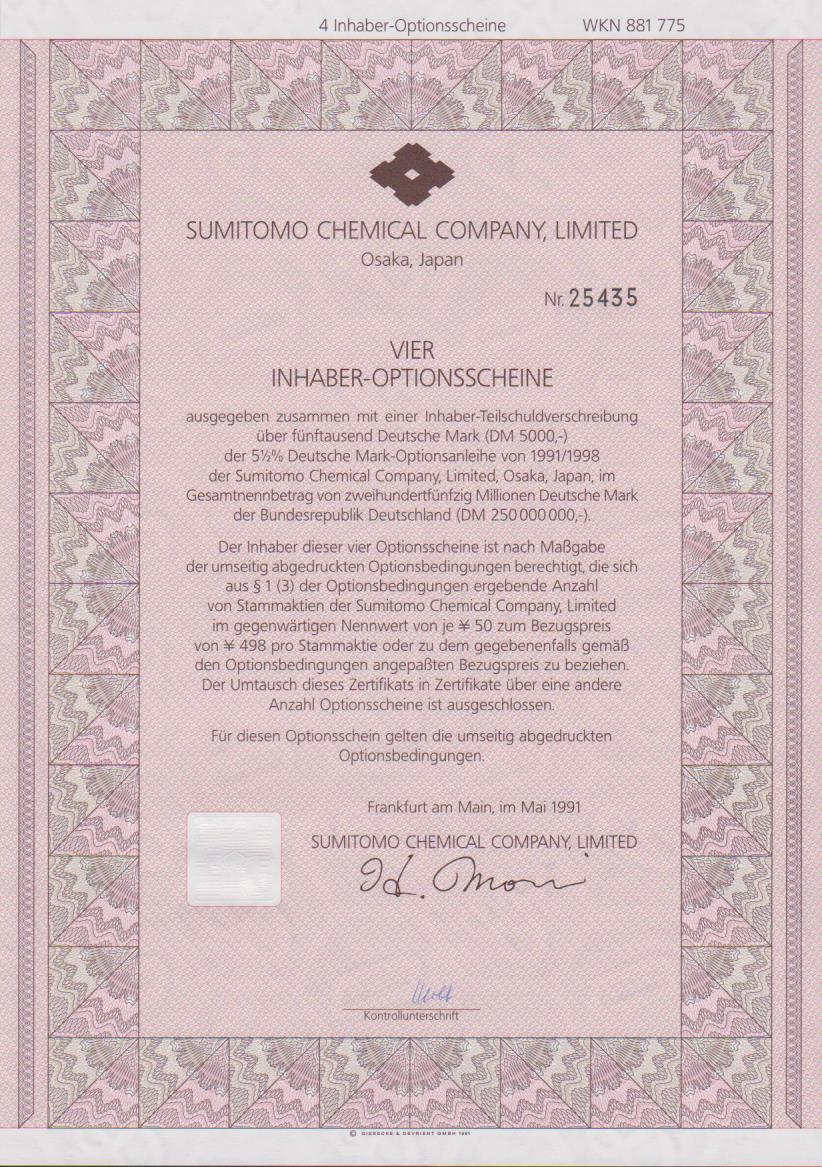 4 Inhaber-Optionsscheine WKN 881 775
SUMITOMO CHEMICAL COMPANY, LIMITED
Osaka, Japan
Nr. 25435
VIER
INHABER-OPTIONSSCHEINE
ausgegeben zusammen mit einer Inhaber-Teilschuldverschreibung
über fünftausend Deutsche Mark (DM 5000,-)
der 5½% Deutsche Mark-Optionsanleihe von 1991/1998
der Sumitomo Chemical Company, Limited, Osaka, Japan, im
Gesamtnennbetrag von zweihundertfünfzig Millionen Deutsche Mark
der Bundesrepublik Deutschland (DM 250 000 000,-).
Der Inhaber dieser vier Optionsscheine ist nach Maßgabe
der umseitig abgedruckten Optionsbedingungen berechtigt, die sich
aus § 1 (3) der Optionsbedingungen ergebende Anzahl
von Stammaktien der Sumitomo Chemical Company, Limited
im gegenwärtigen Nennwert von je ¥ 50 zum Bezugspreis
von ¥ 498 pro Stammaktie oder zu dem gegebenenfalls gemäß
den Optionsbedingungen angepaßten Bezugspreis zu beziehen.
Der Umtausch dieses Zertifikats in Zertifikate über eine andere
Anzahl Optionsscheine ist ausgeschlossen.
Für diesen Optionsschein gelten die umseitig abgedruckten
Optionsbedingungen.
Frankfurt am Main, im Mai 1991
SUMITOMO CHEMICAL COMPANY, LIMITED
H. Mori
Kontrollunterschrift
© GIESECKE & DEVRIENT GMBH 1991